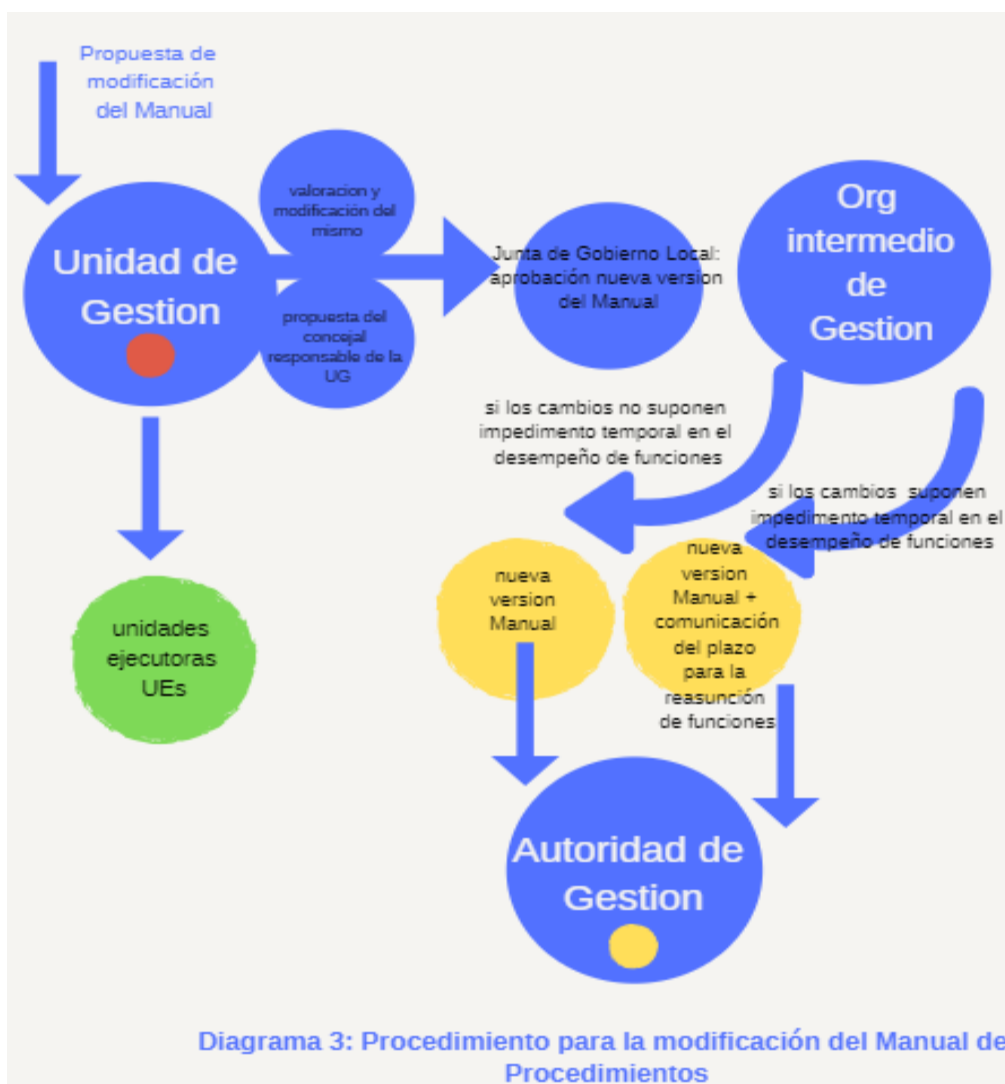 Propuesta de
modificación
del Manual
Unidad de
Gestion
valoracion y
modificación del
mismo
propuesta del
concejal
responsable de la
UG
Junta de Gobierno Local:
aprobación nueva version
del Manual
Org
intermedio
de
Gestion
si los cambios no suponen
impedimento temporal en el
desempeño de funciones
si los cambios suponen
impedimento temporal en el
desempeño de funciones
unidades
ejecutoras
UEs
nueva
version
Manual
nueva
version
Manual +
comunicación
del plazo
para la
reasunción
de funciones
Autoridad de
Gestion
Diagrama 3: Procedimiento para la modificación del Manual de
Procedimientos